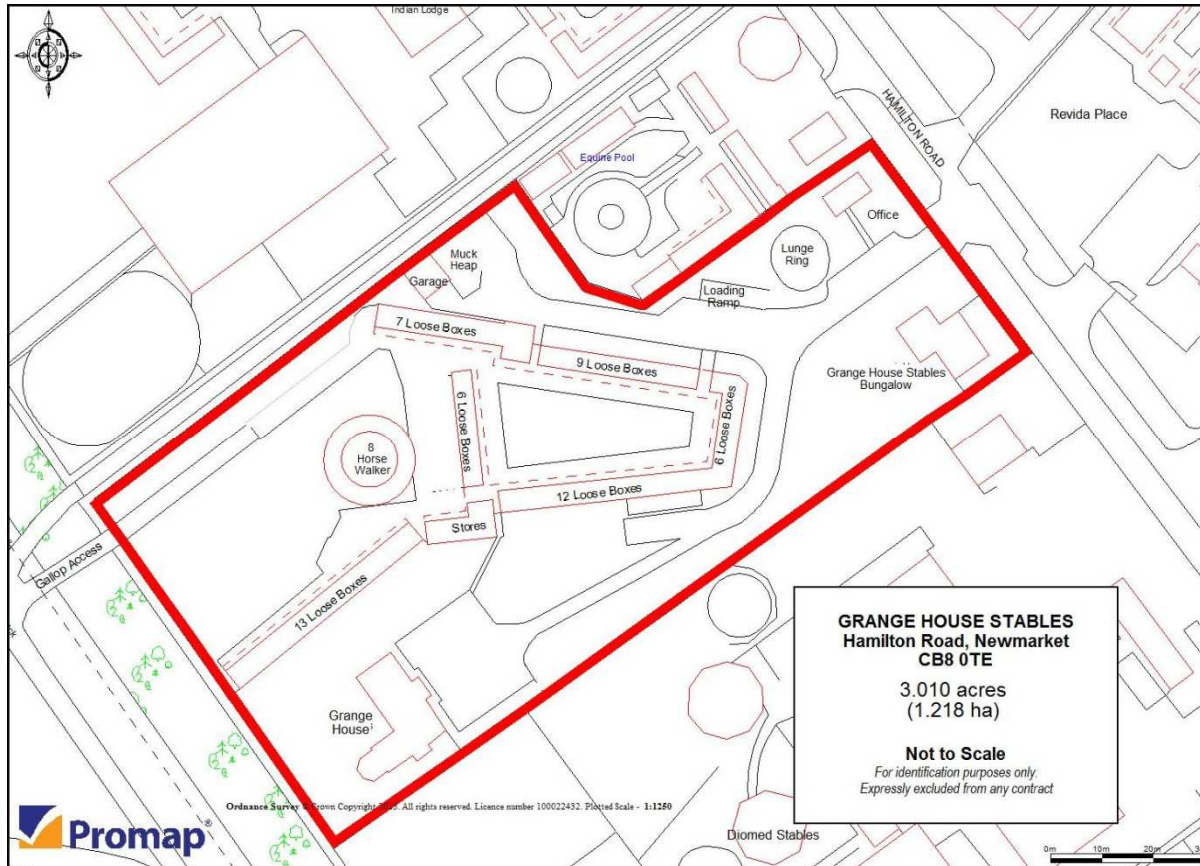 Indian Lodge
HAMILTON ROAD
Revida Place
Equine Pool
Office
Muck
Heap
Garage
Lunge
Ring
Loading
Ramp
7 Loose Boxes
9 Loose Boxes
Grange House Stables
Bungalow
6 Loose Boxes
6 Loose Boxes
8
Horse
Walker
12 Loose Boxes
Stores
Gallop Access
13 Loose Boxes
Grange
House
GRANGE HOUSE STABLES
Hamilton Road, Newmarket
CB8 0TE
3.010 acres
(1.218 ha)
Not to Scale
For identification purposes only.
Expressly excluded from any contract
Ordnance Survey © Crown Copyright All rights reserved. Licence number 100022432. Plotted Scale - 1:1250
Promap®
Diomed Stables
0m 10m 20m